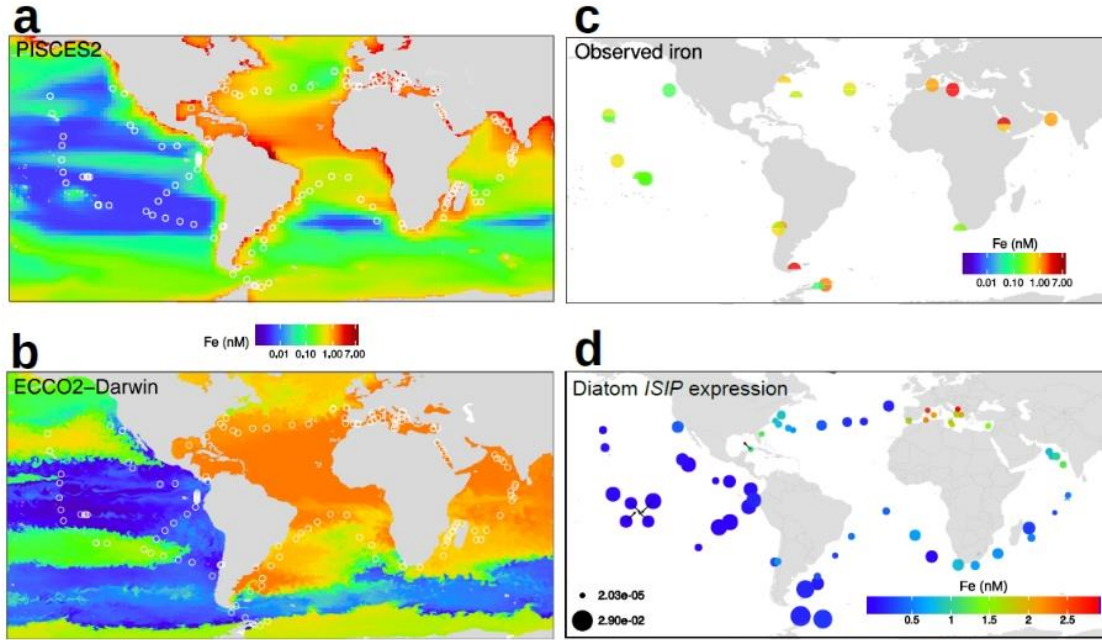 a
PISCES2
Fe (nM)
0.01 0.10 1.00 7.00
b
ECCO2–Darwin
c
Observed iron
Fe (nM)
0.01 0.10 1.00 7.00
d
Diatom ISIP expression
2.03e-05
2.90e-02
Fe (nM)
0 0.5 1 1.5 2 2.5